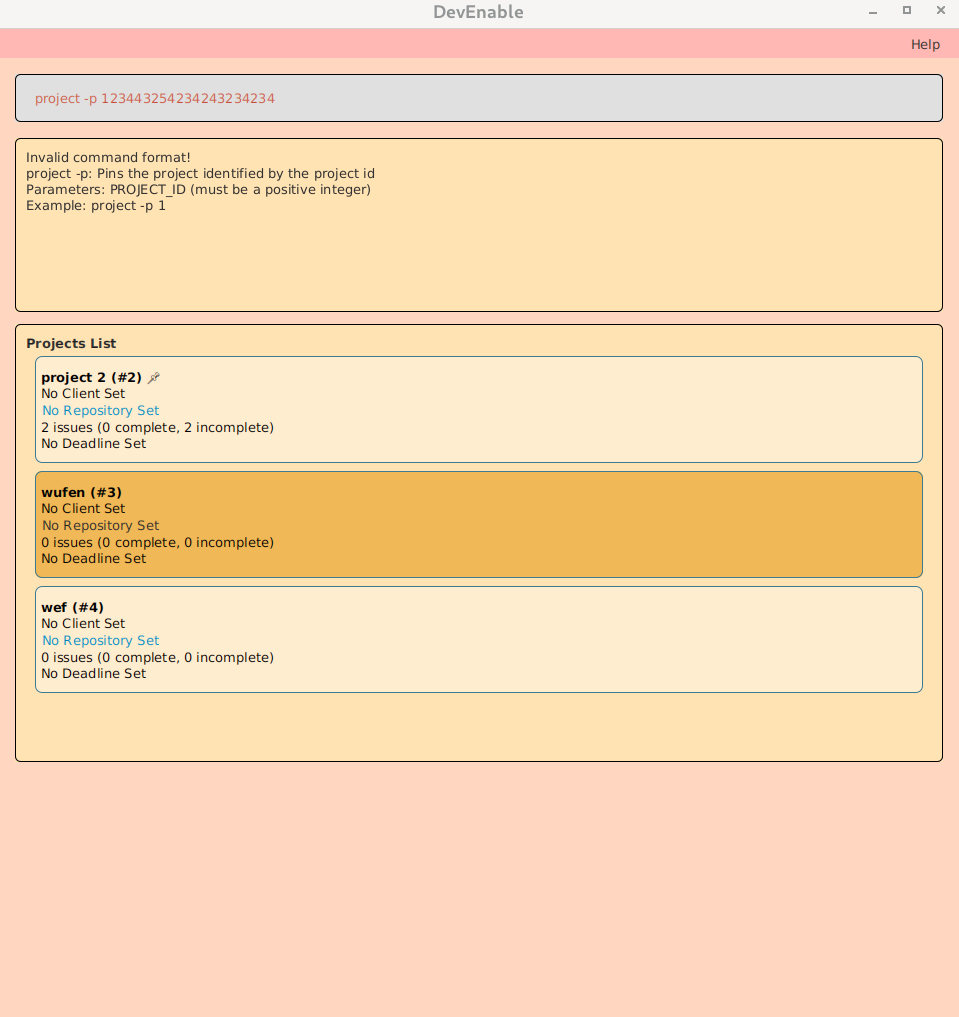 DevEnable
Help
project -p 123443254234243234234
Invalid command format!
project -p: Pins the project identified by the project id
Parameters: PROJECT_ID (must be a positive integer)
Example: project -p 1
Projects List
project 2 (#2)
No Client Set
No Repository Set
2 issues (0 complete, 2 incomplete)
No Deadline Set
wufen (#3)
No Client Set
No Repository Set
0 issues (0 complete, 0 incomplete)
No Deadline Set
wef (#4)
No Client Set
No Repository Set
0 issues (0 complete, 0 incomplete)
No Deadline Set